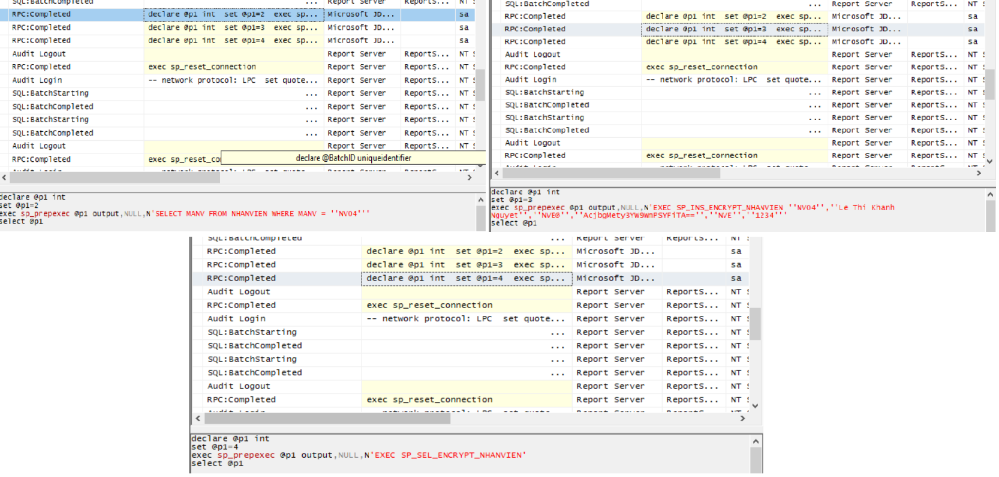 SQL:BatchCompleted ... Report Server ReportS... NT S
RPC:Completed declare @p1 int set @p1=2 exec sp... Microsoft JD... sa
RPC:Completed declare @p1 int set @p1=3 exec sp... Microsoft JD... sa
RPC:Completed declare @p1 int set @p1=4 exec sp... Microsoft JD... sa
Audit Logout Report Server ReportS... NT S
RPC:Completed exec sp_reset_connection Report Server ReportS... NT S
Audit Login -- network protocol: LPC set quote... Report Server ReportS... NT S
SQL:BatchStarting ... Report Server ReportS... NT S
SQL:BatchCompleted ... Report Server ReportS... NT S
SQL:BatchStarting ... Report Server ReportS... NT S
SQL:BatchCompleted ... Report Server ReportS... NT S
Audit Logout Report Server ReportS... NT S
RPC:Completed exec sp_reset_co declare @BatchID uniqueidentifier
declare @p1 int
set @p1=2
exec sp_prepexec @p1 output,NULL,N'SELECT MANV FROM NHANVIEN WHERE MANV = ''NV04'''
select @p1
SQL:BatchCompleted ... Report Server ReportS... NT S
RPC:Completed declare @p1 int set @p1=2 exec sp... Microsoft JD... sa
RPC:Completed declare @p1 int set @p1=3 exec sp... Microsoft JD... sa
RPC:Completed declare @p1 int set @p1=4 exec sp... Microsoft JD... sa
Audit Logout Report Server ReportS... NT S
RPC:Completed exec sp_reset_connection Report Server ReportS... NT S
Audit Login -- network protocol: LPC set quote... Report Server ReportS... NT S
SQL:BatchStarting ... Report Server ReportS... NT S
SQL:BatchCompleted ... Report Server ReportS... NT S
SQL:BatchStarting ... Report Server ReportS... NT S
SQL:BatchCompleted ... Report Server ReportS... NT S
Audit Logout Report Server ReportS... NT S
RPC:Completed exec sp_reset_connection Report Server ReportS... NT S
declare @p1 int
set @p1=3
exec sp_prepexec @p1 output,NULL,N'EXEC SP_INS_ENCRYPT_NHANVIEN ''NV04'',''Le Thi Khanh
Nguyet'',''NVE@'',''AcjbgMety3YW9WmPSYFiTA=='',''NVE'',''1234'''
select @p1
SQL:BatchCompleted ... Report Server ReportS... NT S
RPC:Completed declare @p1 int set @p1=2 exec sp... Microsoft JD... sa
RPC:Completed declare @p1 int set @p1=3 exec sp... Microsoft JD... sa
RPC:Completed declare @p1 int set @p1=4 exec sp... Microsoft JD... sa
Audit Logout Report Server ReportS... NT S
RPC:Completed exec sp_reset_connection Report Server ReportS... NT S
Audit Login -- network protocol: LPC set quote... Report Server ReportS... NT S
SQL:BatchStarting ... Report Server ReportS... NT S
SQL:BatchCompleted ... Report Server ReportS... NT S
SQL:BatchStarting ... Report Server ReportS... NT S
SQL:BatchCompleted ... Report Server ReportS... NT S
Audit Logout Report Server ReportS... NT S
RPC:Completed exec sp_reset_connection Report Server ReportS... NT S
declare @p1 int
set @p1=4
exec sp_prepexec @p1 output,NULL,N'EXEC SP_SEL_ENCRYPT_NHANVIEN'
select @p1